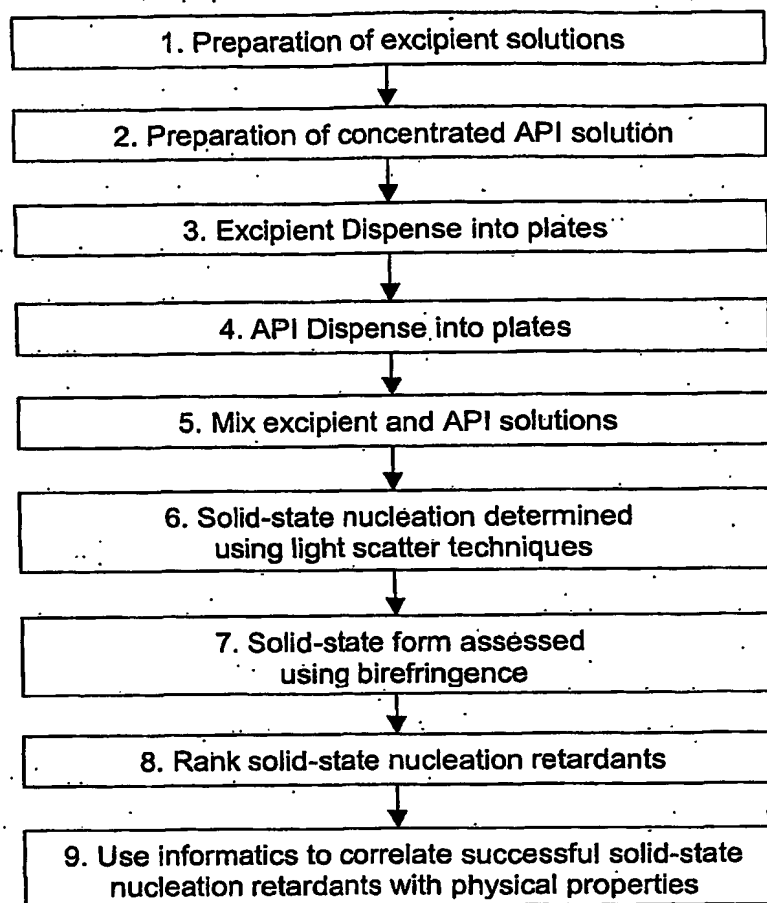 1. Preparation of excipient solutions
2. Preparation of concentrated API solution
3. Excipient Dispense into plates
4. API Dispense into plates
5. Mix excipient and API solutions
6. Solid-state nucleation determined
using light scatter techniques
7. Solid-state form assessed
using birefringence
8. Rank solid-state nucleation retardants
9. Use informatics to correlate successful solid-state
nucleation retardants with physical properties